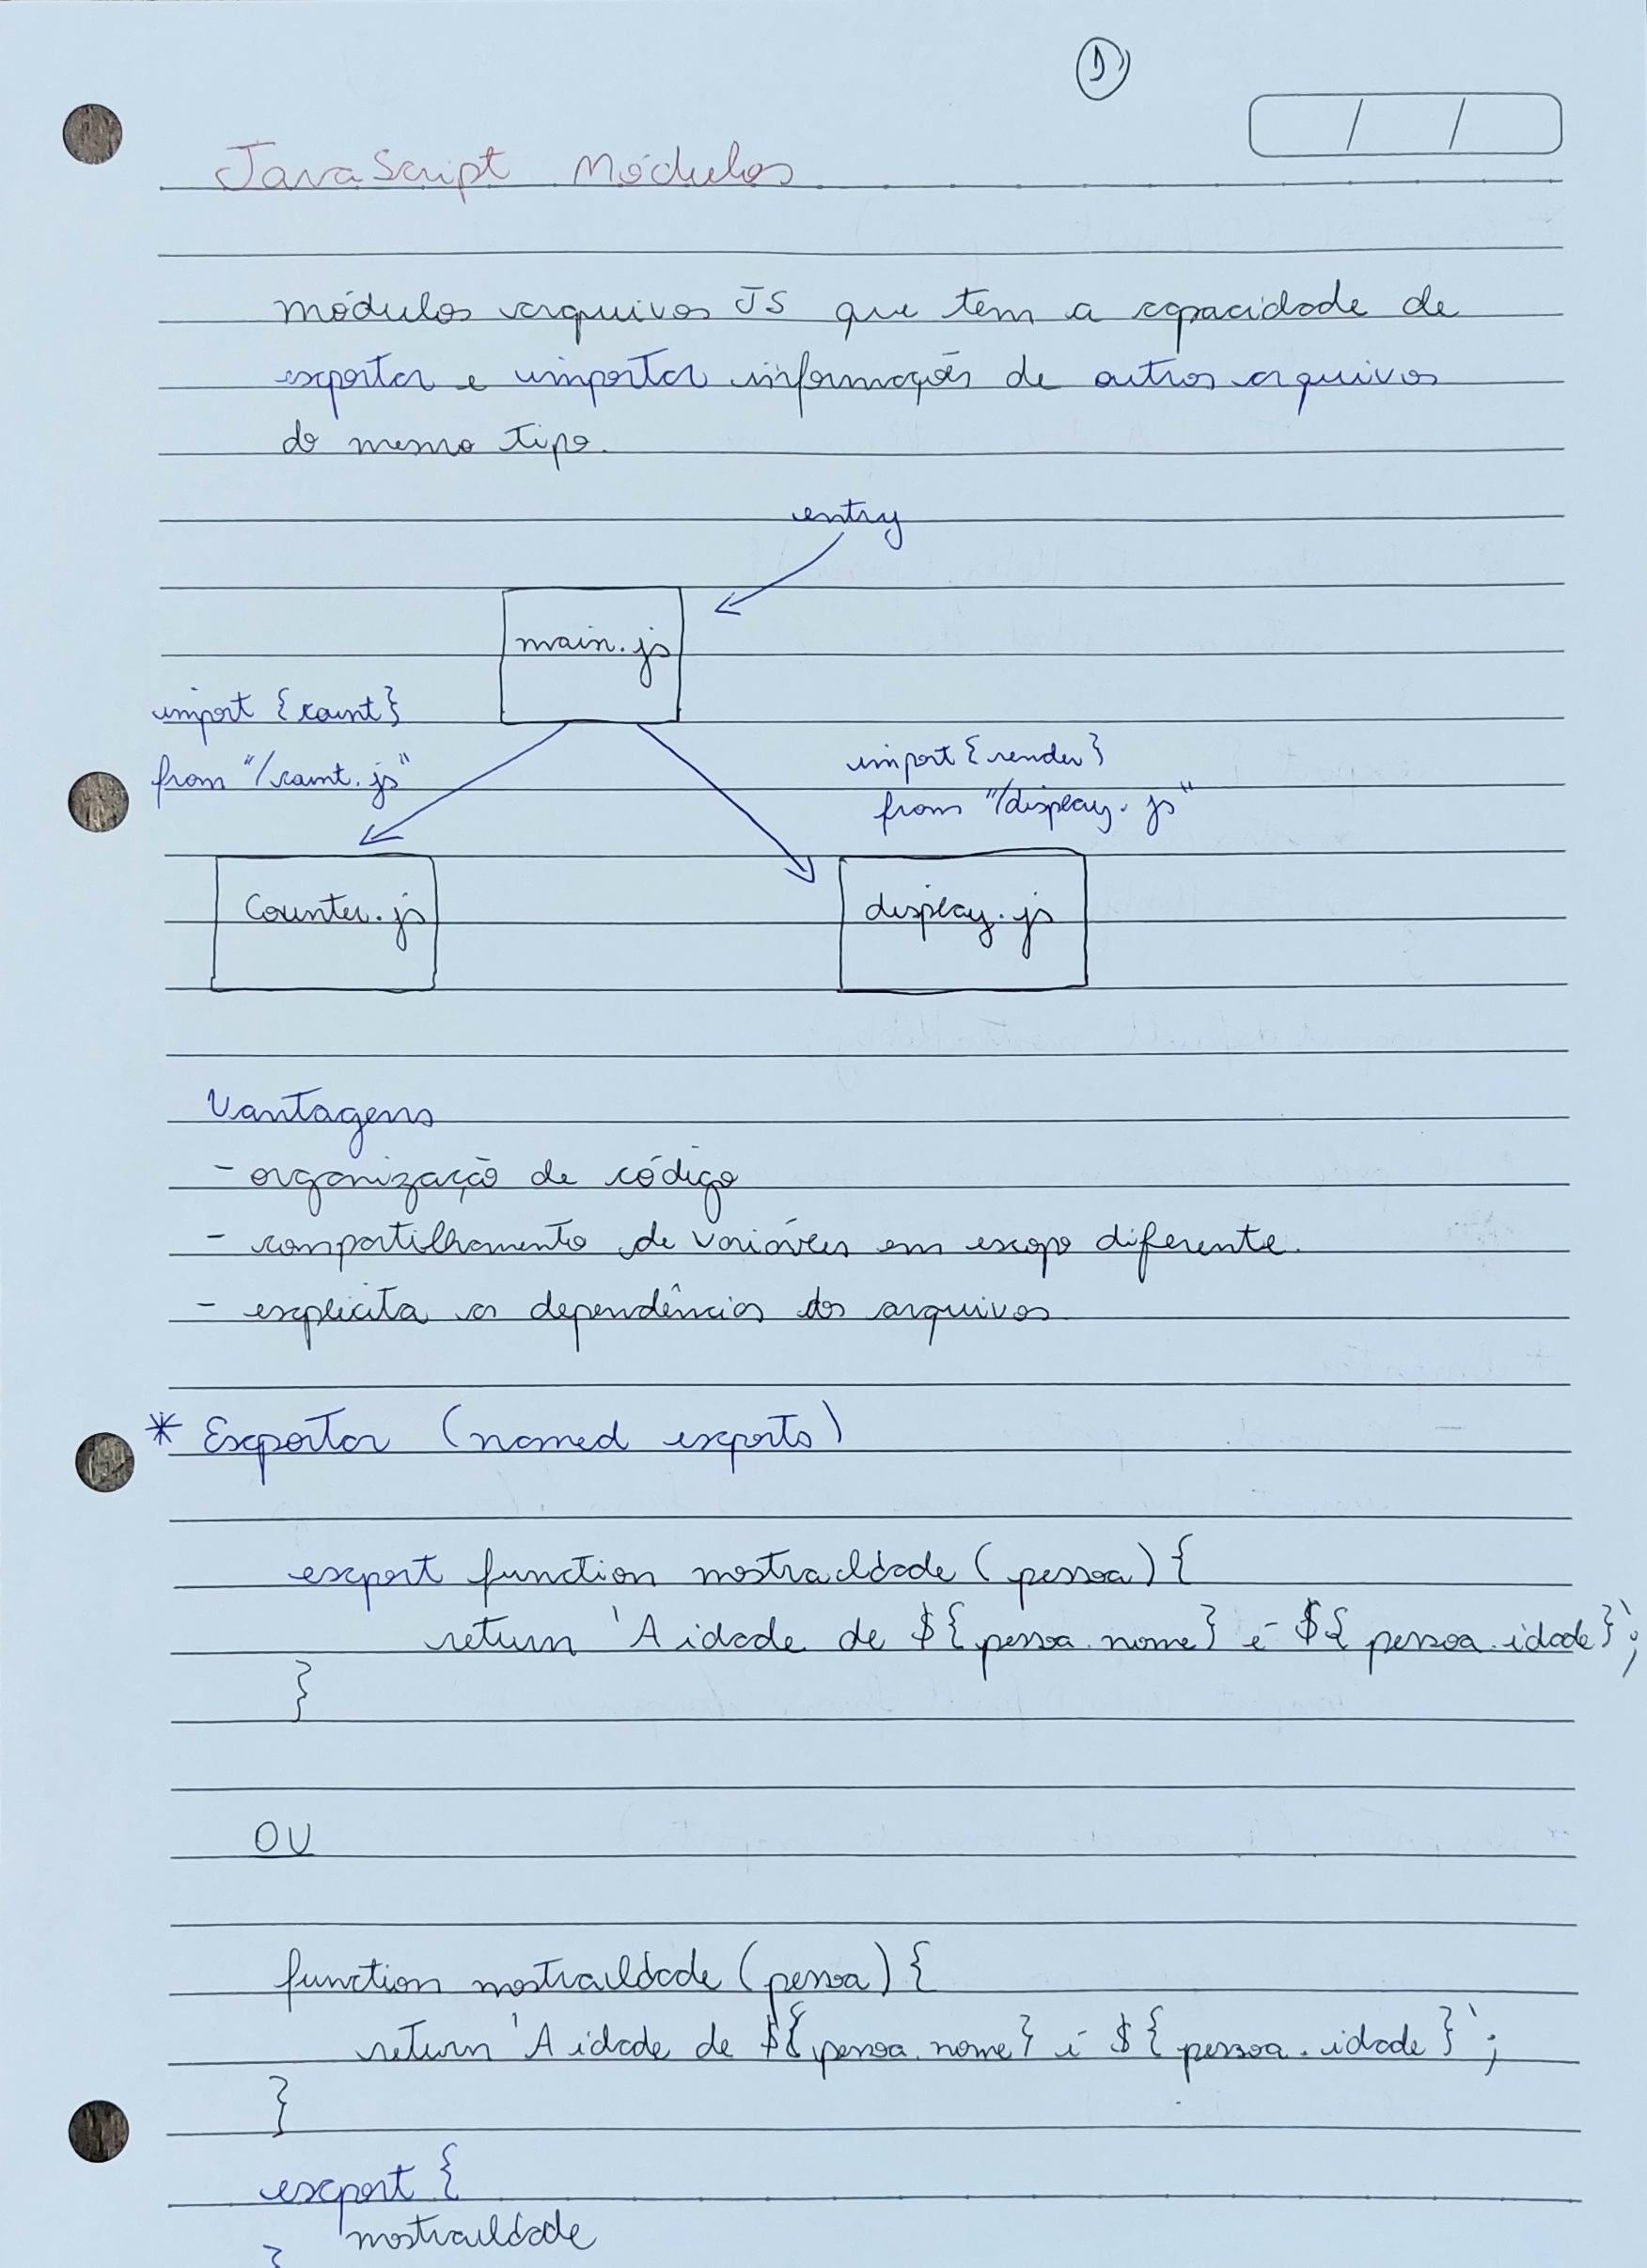 ①
/ /
JavaScript Módulos
módulos arquivos JS que tem a capacidade de
exportar e importar informações de outros arquivos
do mesmo tipo.
entry
main.js
import {count}
from "/count.js"
import {render}
from "/display.js"
Counter.js
display.js
Vantagens
- organização de código
- compartilhamento de variáveis em escopo diferente.
- explicita as dependências dos arquivos
* Exportar (named exports)
export function mostraIdade (pessoa) {
return `A idade de ${pessoa.nome} é ${pessoa.idade}`;
}
OU
function mostraIdade (pessoa) {
return `A idade de ${pessoa.nome} é ${pessoa.idade}`;
}
export {
mostraIdade
}